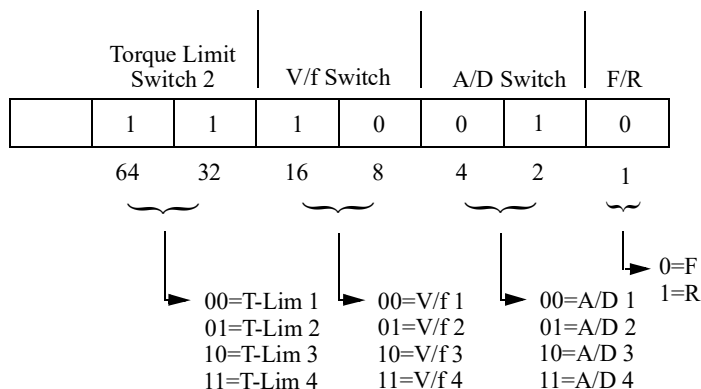 Torque Limit
Switch 2
V/f Switch
A/D Switch
F/R
1 1 1 0 0 1 0
64 32 16 8 4 2 1
0=F
1=R
00=T-Lim 1
01=T-Lim 2
10=T-Lim 3
11=T-Lim 4
00=V/f 1
01=V/f 2
10=V/f 3
11=V/f 4
00=A/D 1
01=A/D 2
10=A/D 3
11=A/D 4